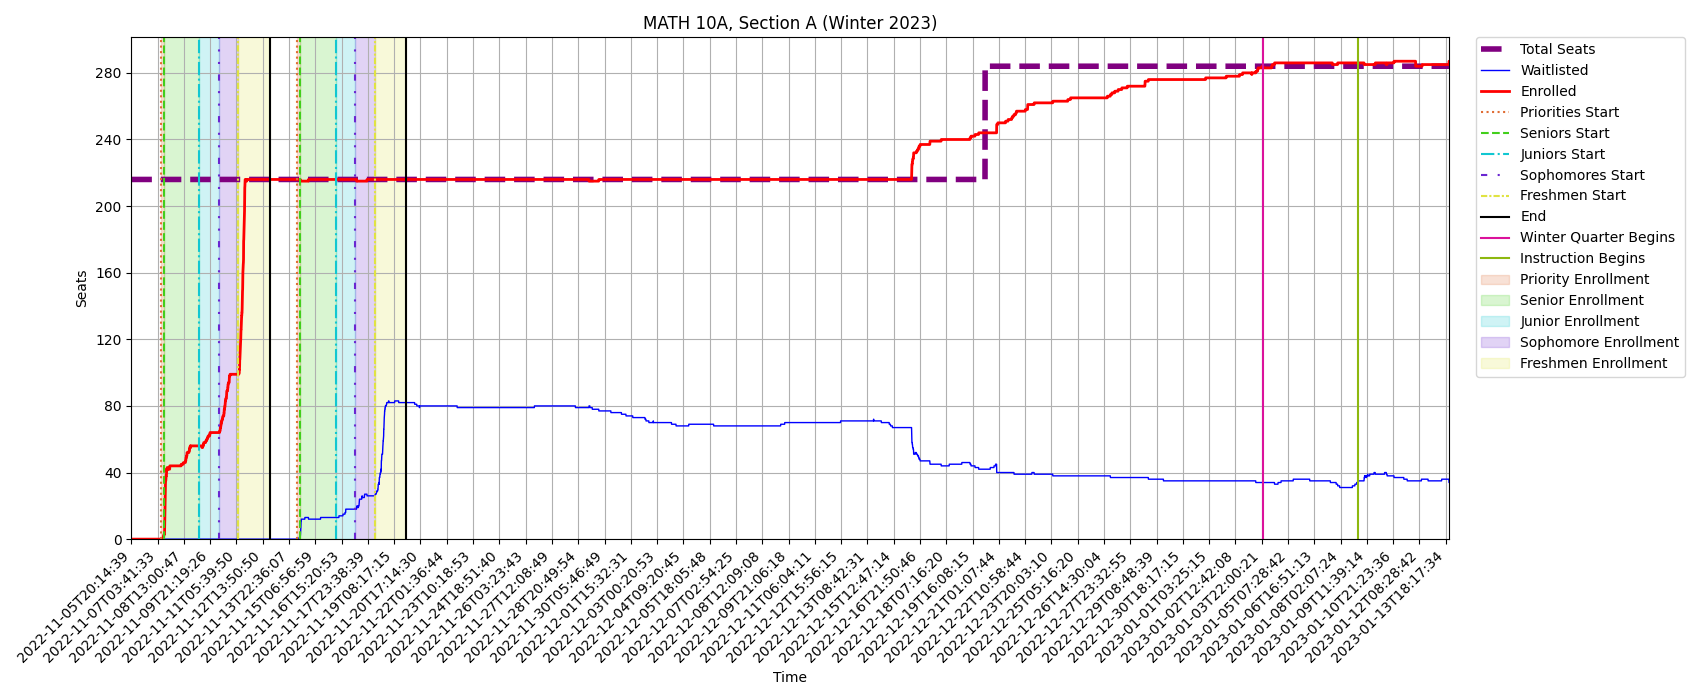 MATH 10A, Section A (Winter 2023)
Seats
280
240
200
160
120
80
40
0
2022-11-05T20:14:39
2022-11-07T03:41:33
2022-11-08T13:00:47
2022-11-09T21:19:26
2022-11-11T05:39:50
2022-11-12T13:50:50
2022-11-13T22:36:07
2022-11-15T06:56:59
2022-11-16T15:20:53
2022-11-17T23:38:39
2022-11-19T08:17:15
2022-11-20T17:14:30
2022-11-22T01:36:44
2022-11-23T10:18:53
2022-11-24T18:51:40
2022-11-26T03:23:43
2022-11-27T12:08:49
2022-11-28T20:49:54
2022-11-30T05:46:49
2022-12-01T15:32:31
2022-12-03T00:20:53
2022-12-04T09:20:45
2022-12-05T18:05:48
2022-12-07T02:54:25
2022-12-08T12:09:08
2022-12-09T21:06:18
2022-12-11T06:04:11
2022-12-12T15:56:15
2022-12-13T18:42:31
2022-12-15T12:47:14
2022-12-16T21:50:46
2022-12-18T07:16:20
2022-12-19T16:08:15
2022-12-21T01:07:44
2022-12-22T10:58:44
2022-12-23T20:03:10
2022-12-25T05:16:20
2022-12-26T14:30:04
2022-12-27T23:32:55
2022-12-29T08:48:39
2022-12-30T18:17:15
2023-01-01T03:25:15
2023-01-02T12:42:08
2023-01-03T22:00:21
2023-01-05T07:28:42
2023-01-06T16:51:13
2023-01-08T02:07:24
2023-01-09T11:39:14
2023-01-10T21:23:36
2023-01-12T08:28:42
2023-01-13T18:17:34
Time
Total Seats
Waitlisted
Enrolled
Priorities Start
Seniors Start
Juniors Start
Sophomores Start
Freshmen Start
End
Winter Quarter Begins
Instruction Begins
Priority Enrollment
Senior Enrollment
Junior Enrollment
Sophomore Enrollment
Freshmen Enrollment